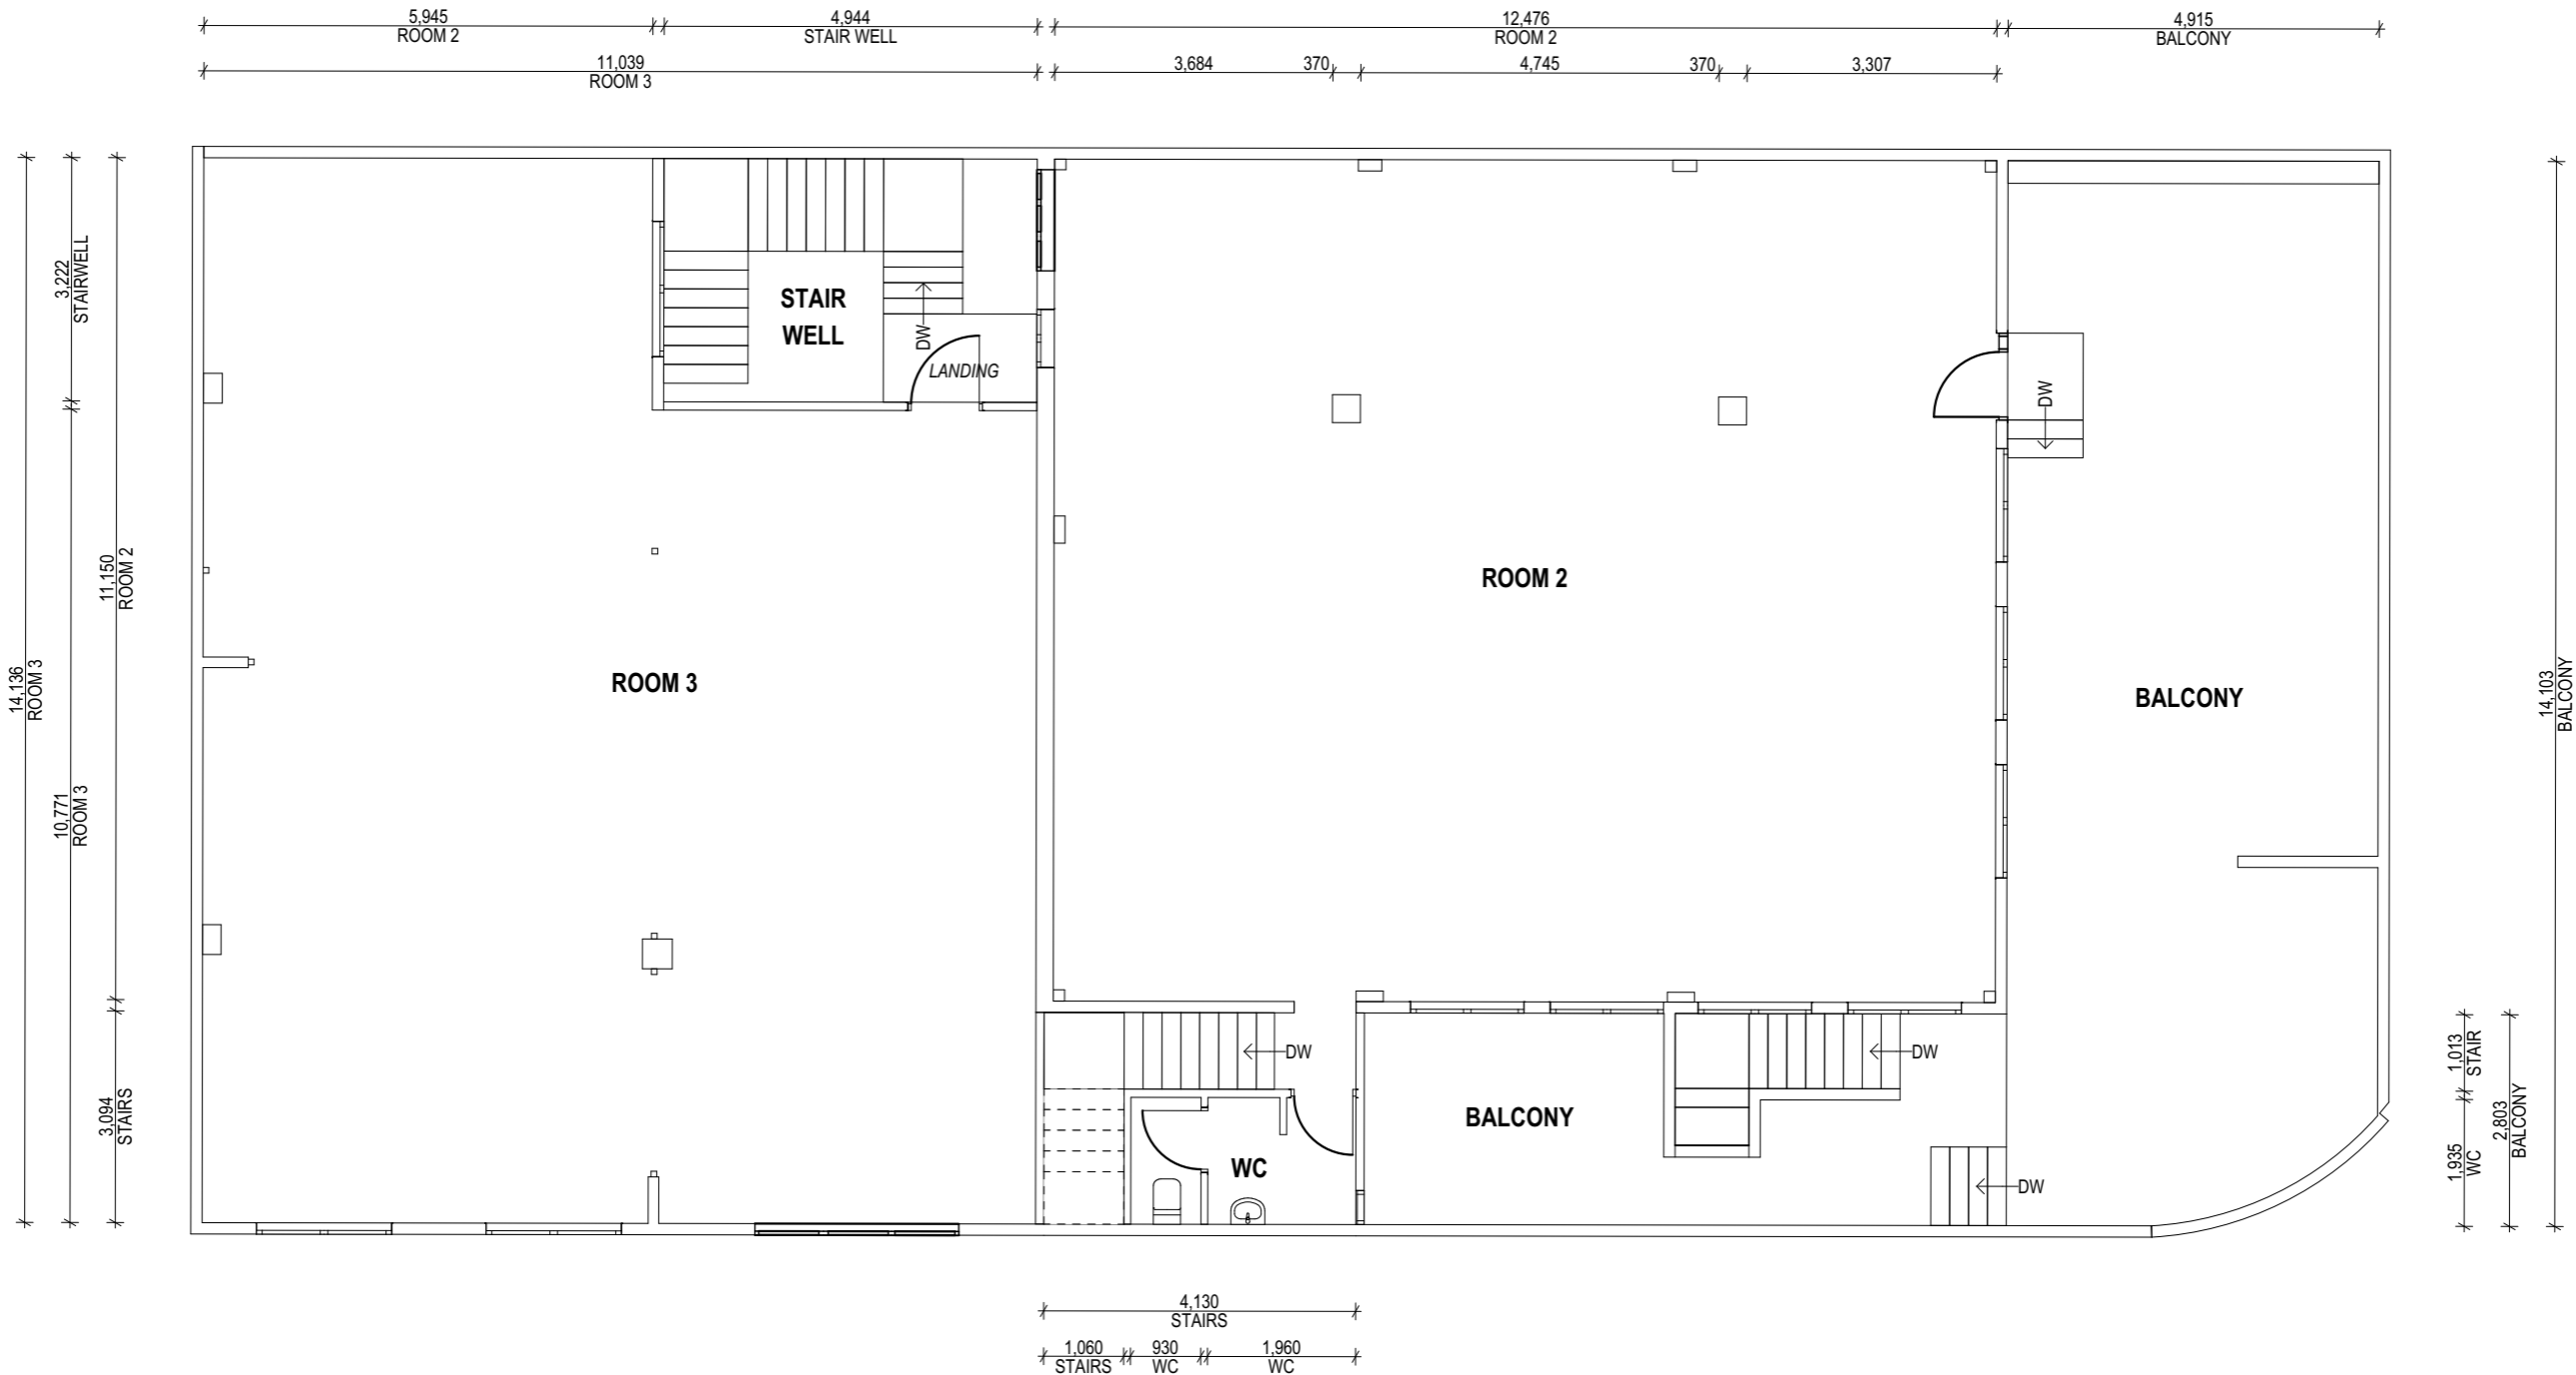 5,945
ROOM 2
4,944
STAIR WELL
12,476
ROOM 2
4,915
BALCONY
11,039
ROOM 3
3,684
370
4,745
370
3,307
14,136
ROOM 3
3,222
STAIRWELL
10,771
ROOM 3
11,150
ROOM 2
3,094
STAIRS
STAIR
WELL
DW
LANDING
ROOM 3
ROOM 2
DW
BALCONY
DW
WC
BALCONY
DW
DW
14,103
BALCONY
1,013
STAIR
1,935
WC
2,803
BALCONY
4,130
STAIRS
1,060
STAIRS
930
WC
1,960
WC